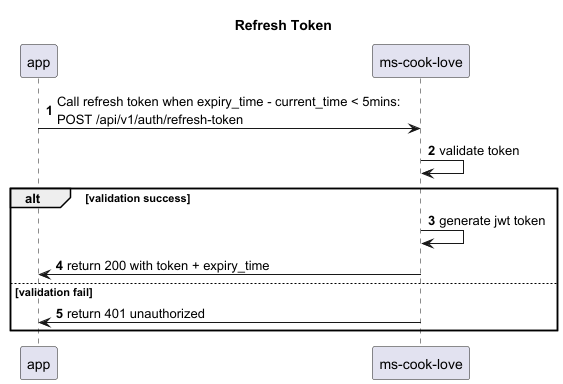 Refresh Token
app
ms-cook-love
1 Call refresh token when expiry_time - current_time < 5mins:
POST /api/v1/auth/refresh-token
2 validate token
alt [validation success]
3 generate jwt token
4 return 200 with token + expiry_time
[validation fail]
5 return 401 unauthorized
app
ms-cook-love